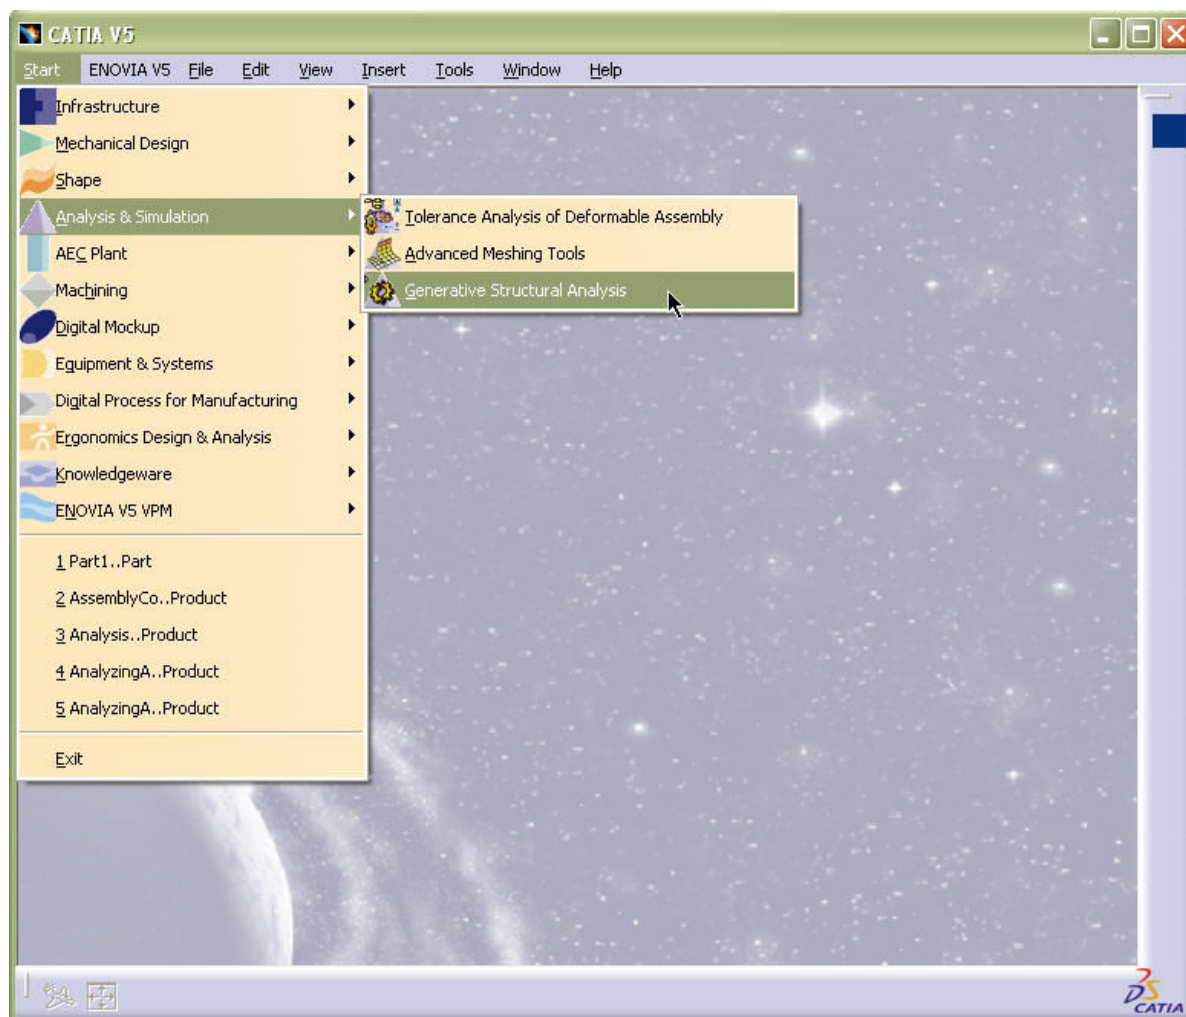 CATIA V5
Start ENOVIA V5 File Edit View Insert Tools Window Help
Infrastructure
Mechanical Design
Shape
Analysis & Simulation
AEC Plant
Machining
Digital Mockup
Equipment & Systems
Digital Process for Manufacturing
Ergonomics Design & Analysis
Knowledgeware
ENOVIA V5 VPM
1 Part1..Part
2 AssemblyCo..Product
3 Analysis..Product
4 AnalyzingA..Product
5 AnalyzingA..Product
Exit
Tolerance Analysis of Deformable Assembly
Advanced Meshing Tools
Generative Structural Analysis
DS
CATIA